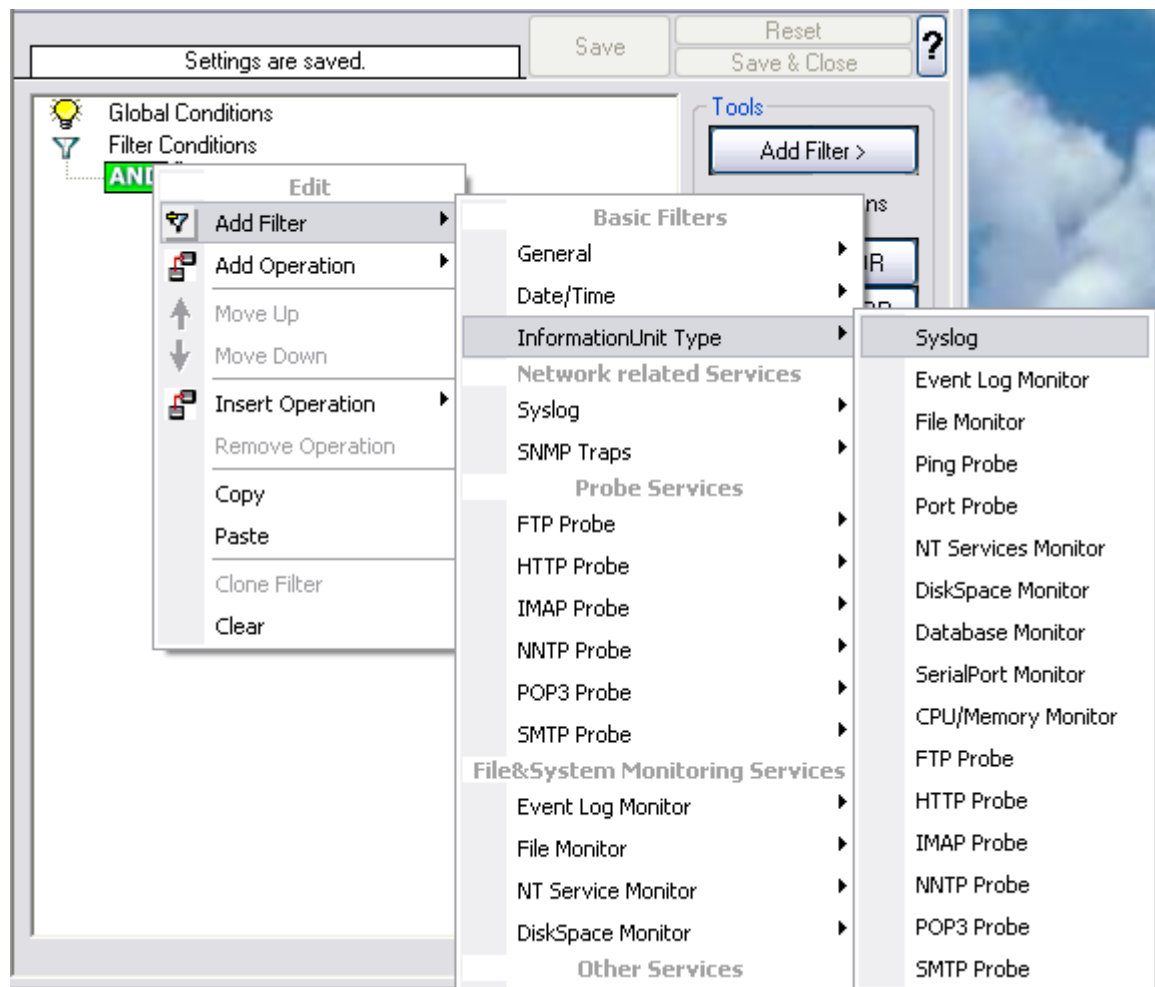 Settings are saved.
Save
Reset
Save & Close
?
Global Conditions
Filter Conditions
AND
Tools
Add Filter >
Edit
Add Filter
Add Operation
Move Up
Move Down
Insert Operation
Remove Operation
Copy
Paste
Clone Filter
Clear
Basic Filters
General
Date/Time
InformationUnit Type
Network related Services
Syslog
SNMP Traps
Probe Services
FTP Probe
HTTP Probe
IMAP Probe
NNTP Probe
POP3 Probe
SMTP Probe
File&System Monitoring Services
Event Log Monitor
File Monitor
NT Service Monitor
DiskSpace Monitor
Other Services
Syslog
Event Log Monitor
File Monitor
Ping Probe
Port Probe
NT Services Monitor
DiskSpace Monitor
Database Monitor
SerialPort Monitor
CPU/Memory Monitor
FTP Probe
HTTP Probe
IMAP Probe
NNTP Probe
POP3 Probe
SMTP Probe